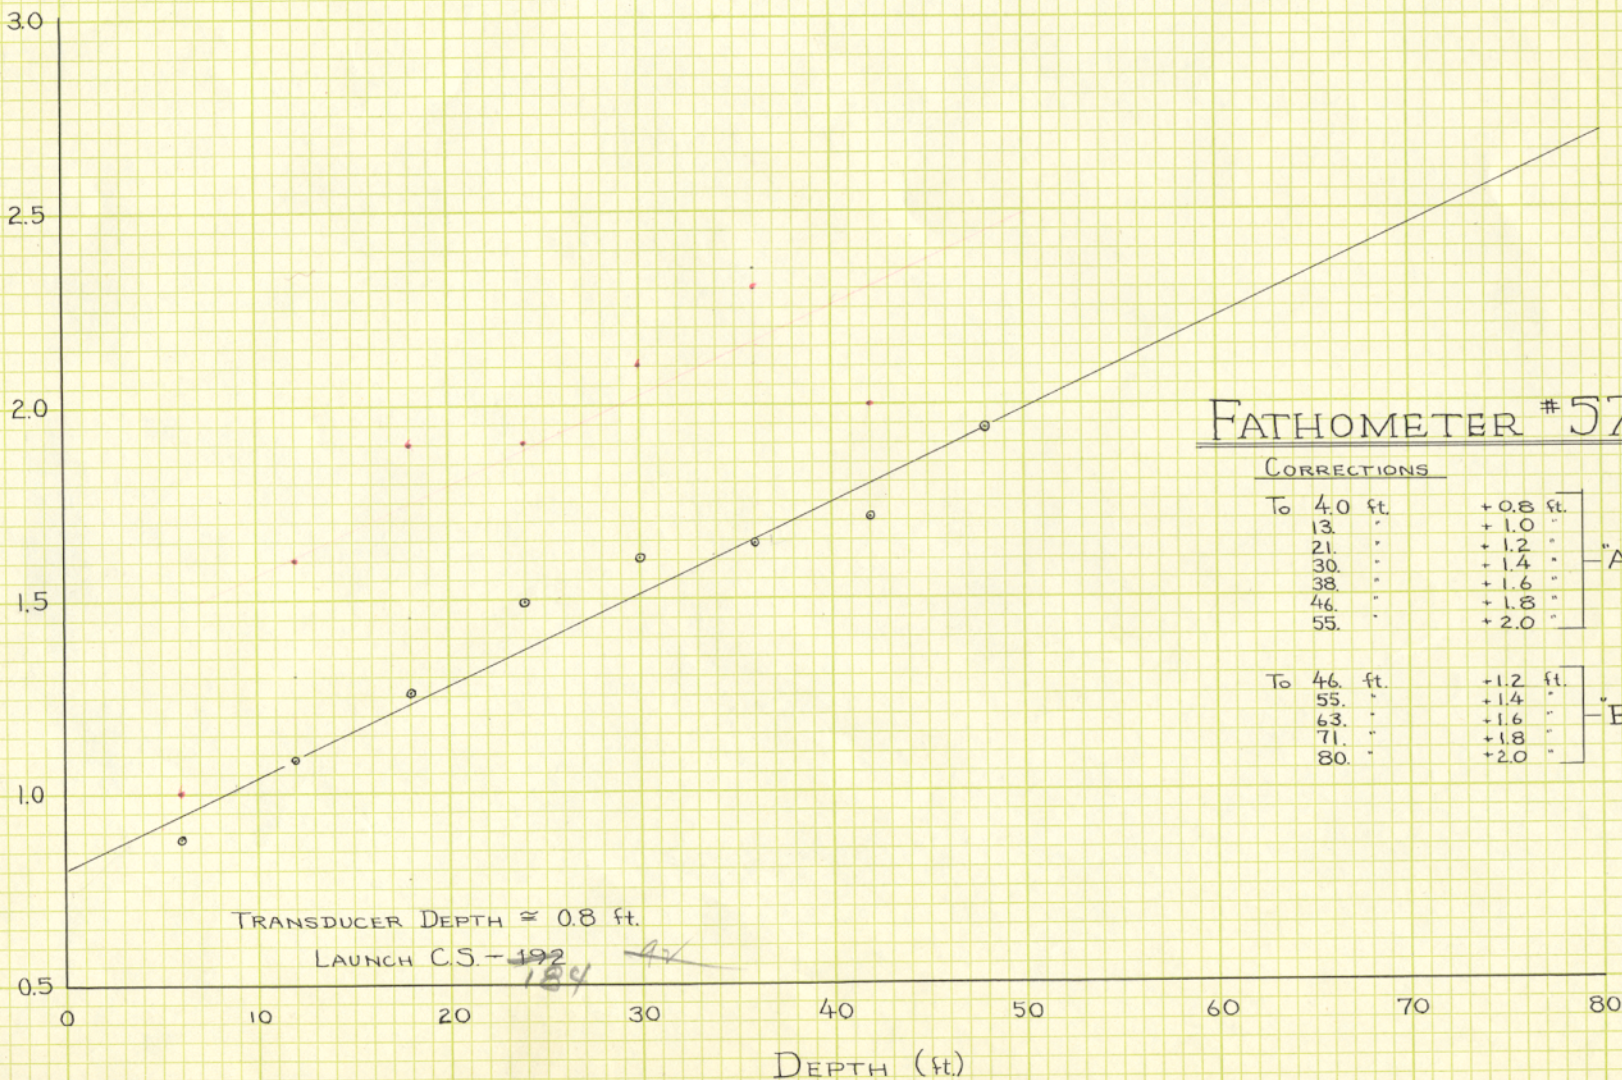 3.0
2.5
2.0
1.5
1.0
0.5
FATHOMETER #57
CORRECTIONS
To 4.0 ft. +0.8 ft.
13. " +1.0 "
21. " +1.2 "
30. " +1.4 "
38. " +1.6 "
46. " +1.8 "
55. " +2.0 "
"A
To 46. ft. +1.2 ft.
55. " +1.4 "
63. " +1.6 "
71. " +1.8 "
80. " +2.0 "
"B
TRANSDUCER DEPTH ≅ 0.8 ft.
LAUNCH C.S. - 192
184
0 10 20 30 40 50 60 70 80
DEPTH (ft.)